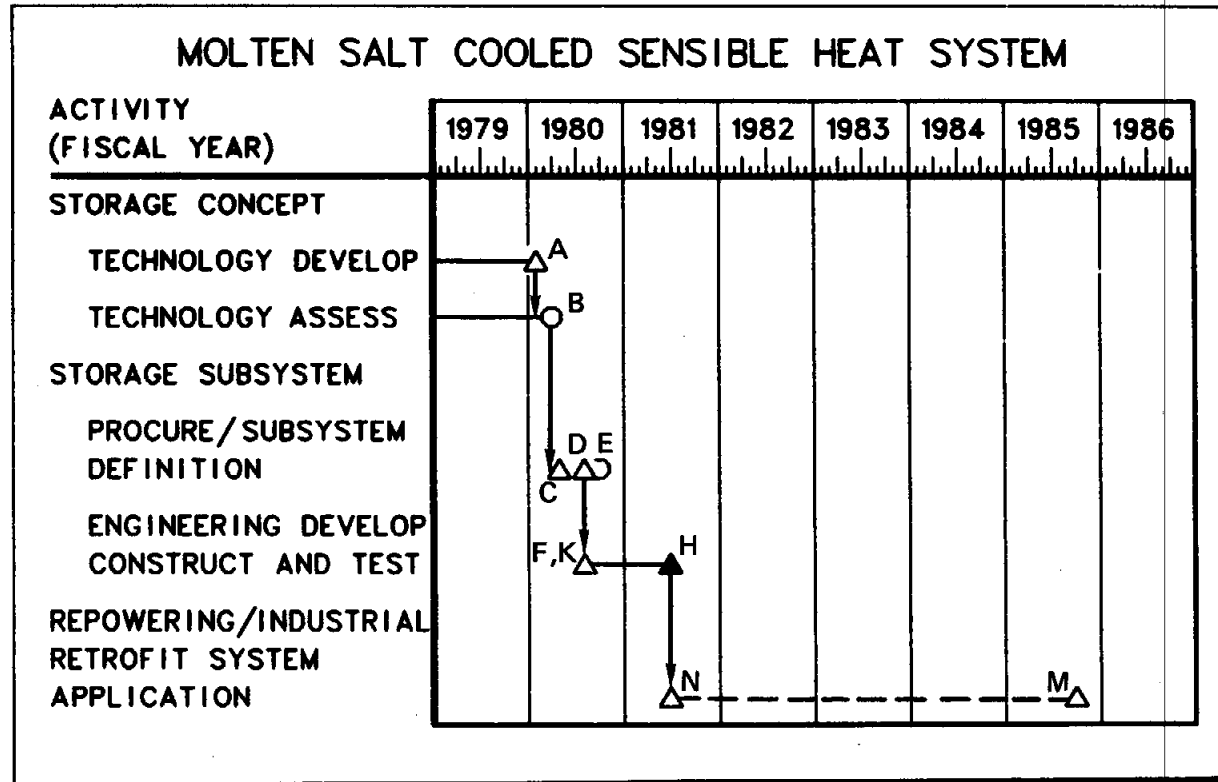 MOLTEN SALT COOLED SENSIBLE HEAT SYSTEM
ACTIVITY
(FISCAL YEAR)
1979 1980 1981 1982 1983 1984 1985 1986
STORAGE CONCEPT
TECHNOLOGY DEVELOP
A
TECHNOLOGY ASSESS
B
STORAGE SUBSYSTEM
PROCURE/SUBSYSTEM
DEFINITION
D E
C
ENGINEERING DEVELOP
CONSTRUCT AND TEST
F,K
H
REPOWERING/INDUSTRIAL
RETROFIT SYSTEM
APPLICATION
N
M